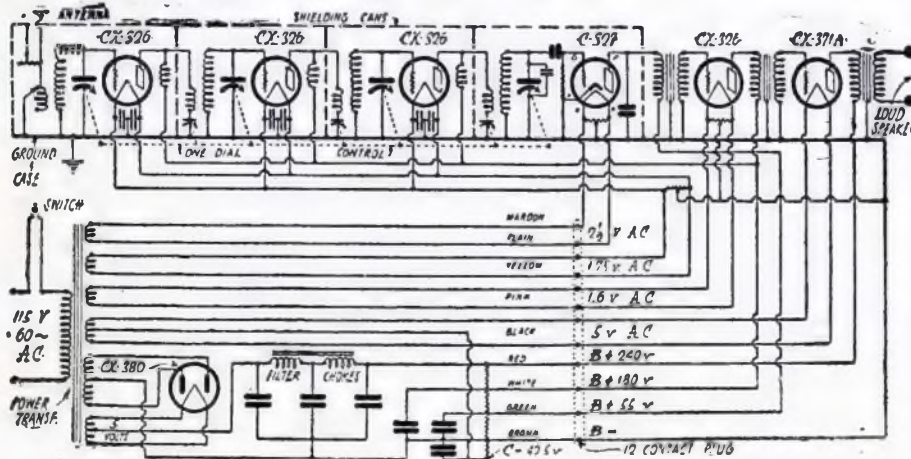 ANTENNA
SHIELDING CANS
CX-326
CX-326
CX-326
C-327
CX-326
CX-371A
LOUD
SPEAKER
GROUND
&
CASE
ONE DIAL CONTROL
SWITCH
MAROON
PLAIN
2½ V AC
YELLOW
1.75 V AC
PINK
1.6 V AC
115 V
60~
A.C.
BLACK
5 V AC
RED
B + 240 V
CX-380
FILTER CHOKES
WHITE
B + 180 V
POWER
TRANSF.
GREEN
B + 55 V
5
VOLTS
BROWN
B -
C - 40.5 V
12 CONTACT PLUG